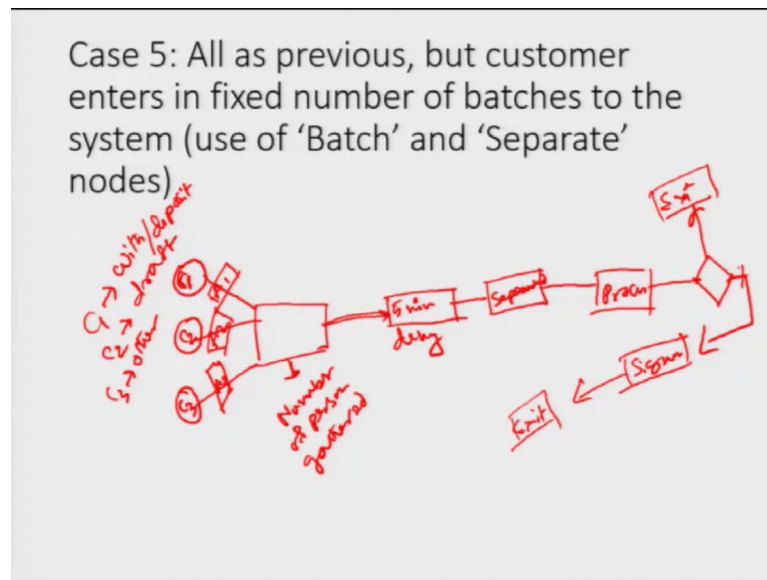 Case 5: All as previous, but customer
enters in fixed number of batches to the
system (use of ‘Batch’ and ‘Separate’
nodes)
C1 → with/deposit
C2 → draft
C3 → other
C1
C2
C3
Number
of person
gathered
5 min
delay
Separate
Process
Exit
Exit